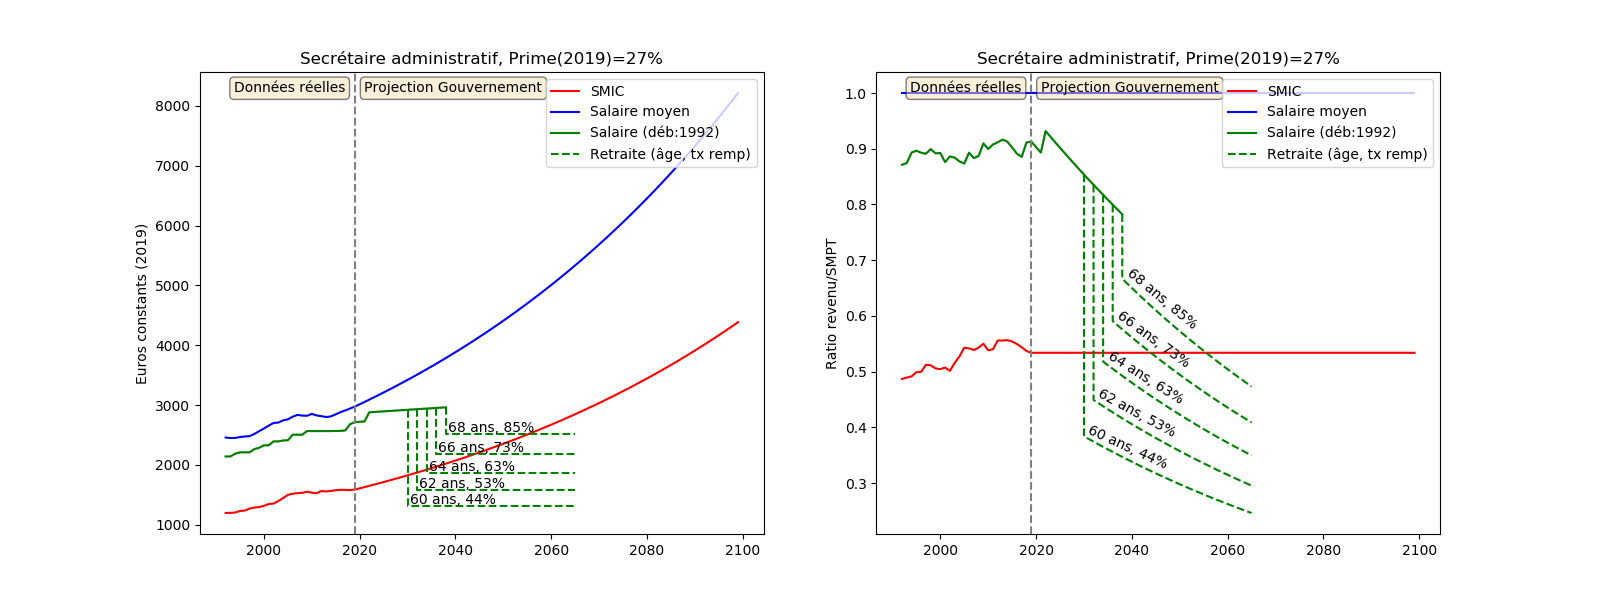 Secrétaire administratif, Prime(2019)=27%
Données réelles
Projection Gouvernement
SMIC
Salaire moyen
Salaire (déb:1992)
Retraite (âge, tx remp)
Euros constants (2019)
8000
7000
6000
5000
4000
3000
2000
1000
68 ans, 85%
66 ans, 73%
64 ans, 63%
62 ans, 53%
60 ans, 44%
2000
2020
2040
2060
2080
2100
Secrétaire administratif, Prime(2019)=27%
Données réelles
Projection Gouvernement
SMIC
Salaire moyen
Salaire (déb:1992)
Retraite (âge, tx remp)
Ratio revenu/SMPT
1.0
0.9
0.8
0.7
0.6
0.5
0.4
0.3
68 ans, 85%
66 ans, 73%
64 ans, 63%
62 ans, 53%
60 ans, 44%
2000
2020
2040
2060
2080
2100